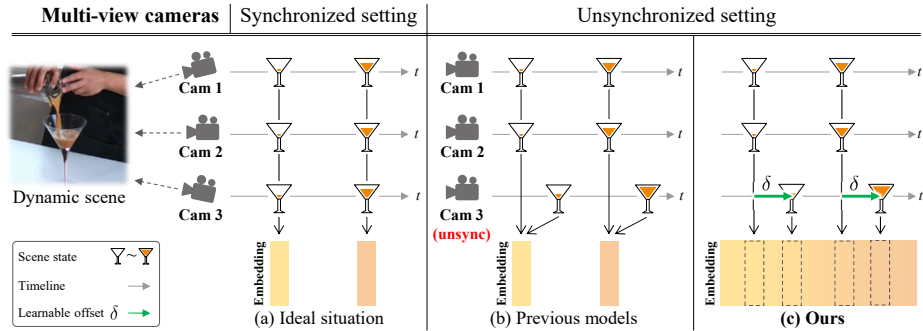 Multi-view cameras
Synchronized setting
Unsynchronized setting
Cam 1
t
Cam 1
t
t
Cam 2
t
Cam 2
t
t
Dynamic scene
Cam 3
t
Cam 3
(unsync)
t
δ
δ
t
Scene state ~
Timeline
Learnable offset δ
Embedding
Embedding
(a) Ideal situation
(b) Previous models
(c) Ours